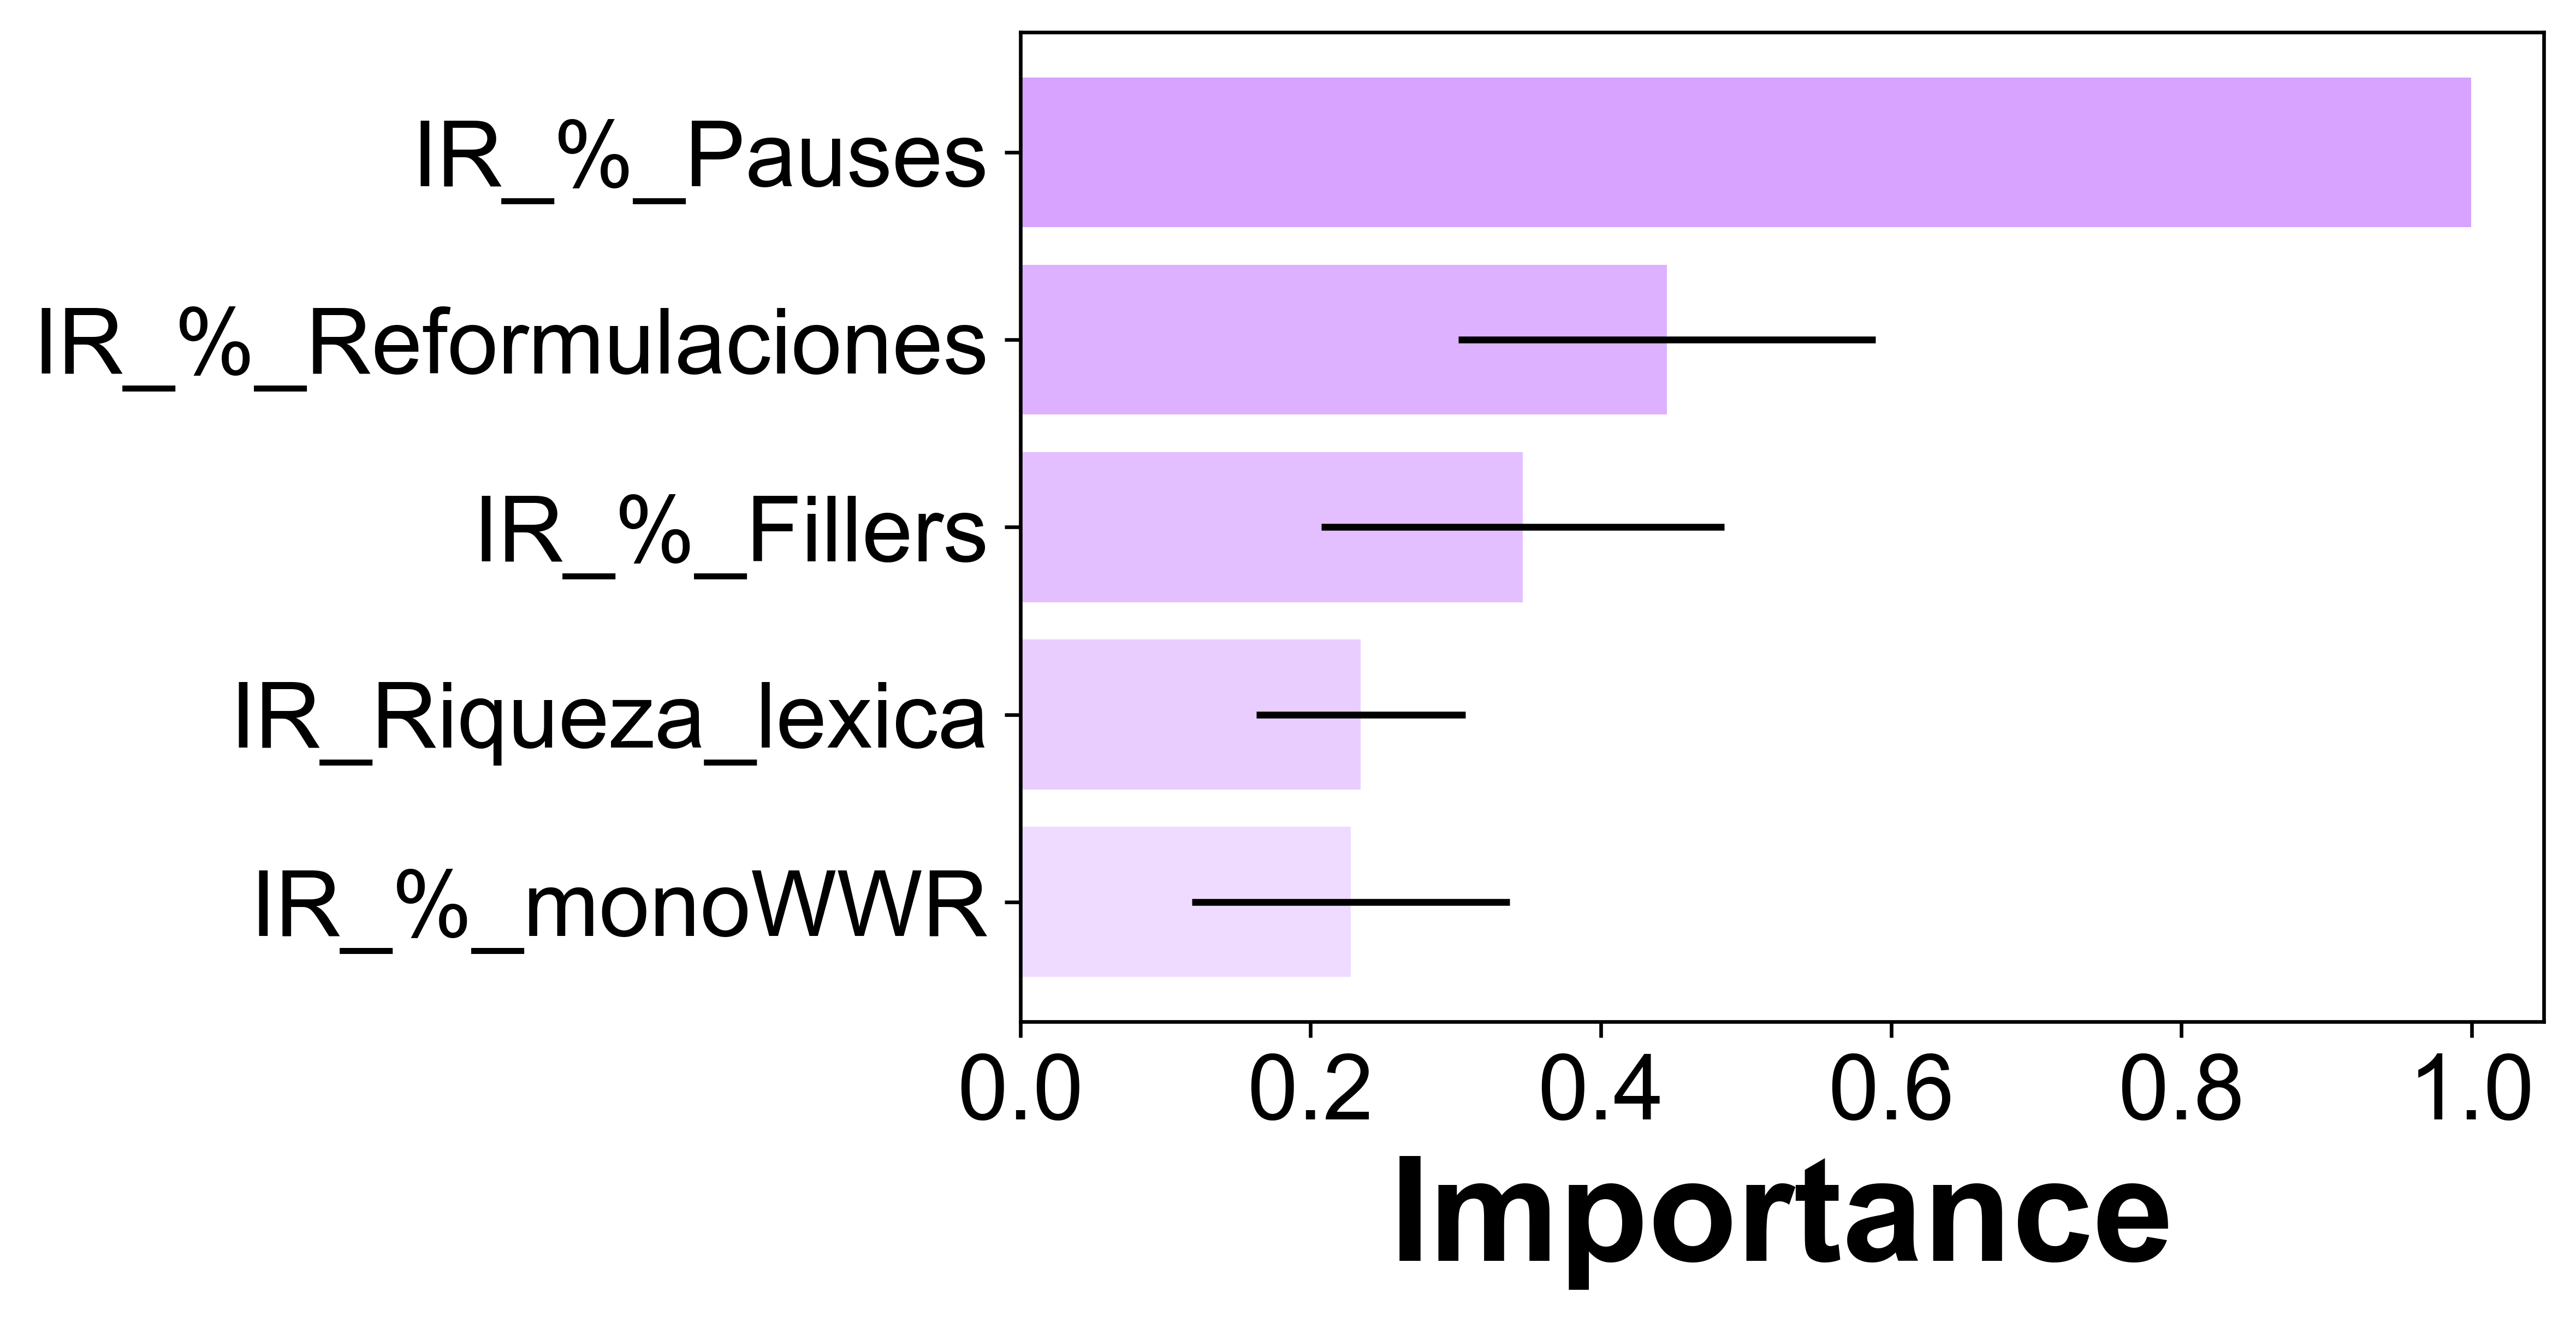 IR_%_Pauses
IR_%_Reformulaciones
IR_%_Fillers
IR_Riqueza_lexica
IR_%_monoWWR
0.0 0.2 0.4 0.6 0.8 1.0
Importance